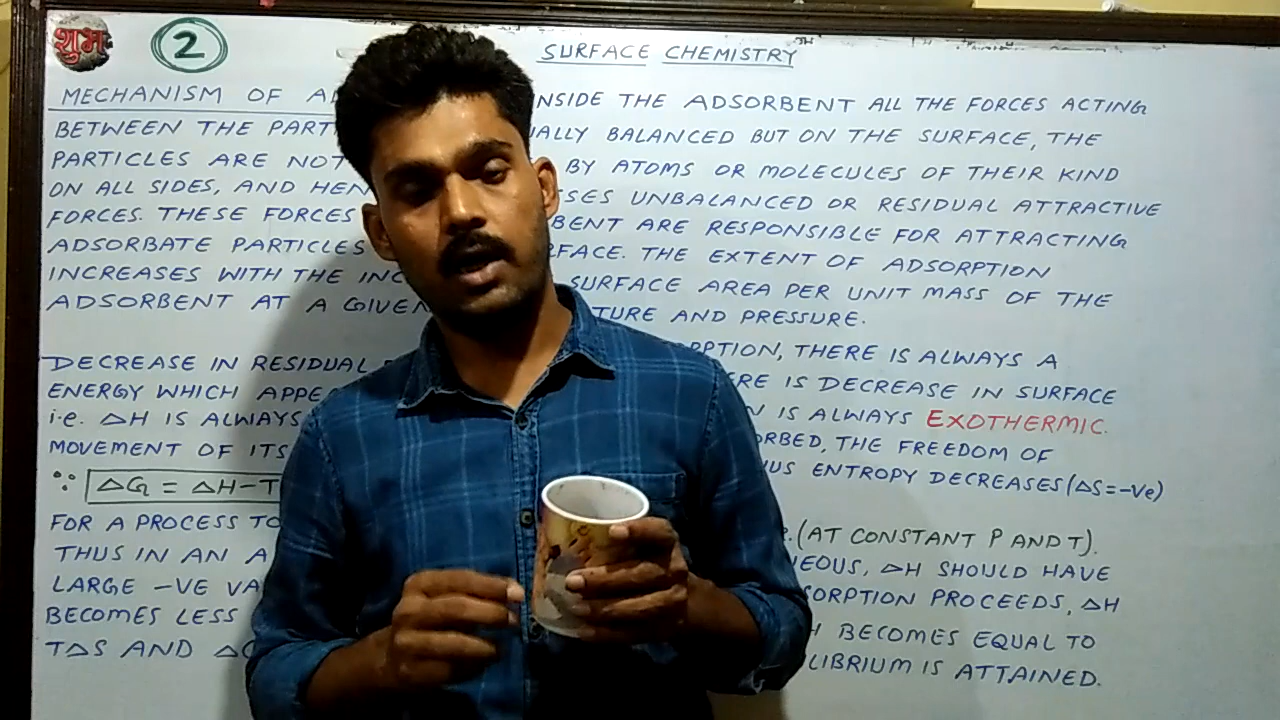 शुभ
2
SURFACE CHEMISTRY
MECHANISM OF NSIDE THE ADSORBENT ALL THE FORCES ACTING
BETWEEN THE PART UALLY BALANCED BUT ON THE SURFACE, THE
PARTICLES ARE NOT BY ATOMS OR MOLECULES OF THEIR KIND
ON ALL SIDES, AND HEN SSES UNBALANCED OR RESIDUAL ATTRACTIVE
FORCES. THESE FORCES BENT ARE RESPONSIBLE FOR ATTRACTING
ADSORBATE PARTICLES RFACE. THE EXTENT OF ADSORPTION
INCREASES WITH THE INC SURFACE AREA PER UNIT MASS OF THE
ADSORBENT AT A GIVEN TURE AND PRESSURE.
DECREASE IN RESIDUAL RPTION, THERE IS ALWAYS A
ENERGY WHICH APPE RE IS DECREASE IN SURFACE
i.e. ΔH IS ALWAYS N IS ALWAYS EXOTHERMIC.
MOVEMENT OF ITS ORBED, THE FREEDOM OF
∵ ΔG = ΔH-T US ENTROPY DECREASES (ΔS=-Ve)
FOR A PROCESS TO (AT CONSTANT P AND T).
THUS IN AN A NEOUS, ΔH SHOULD HAVE
LARGE -VE VA SORPTION PROCEEDS, ΔH
BECOMES LESS H BECOMES EQUAL TO
TΔS AND ΔG LIBRIUM IS ATTAINED.